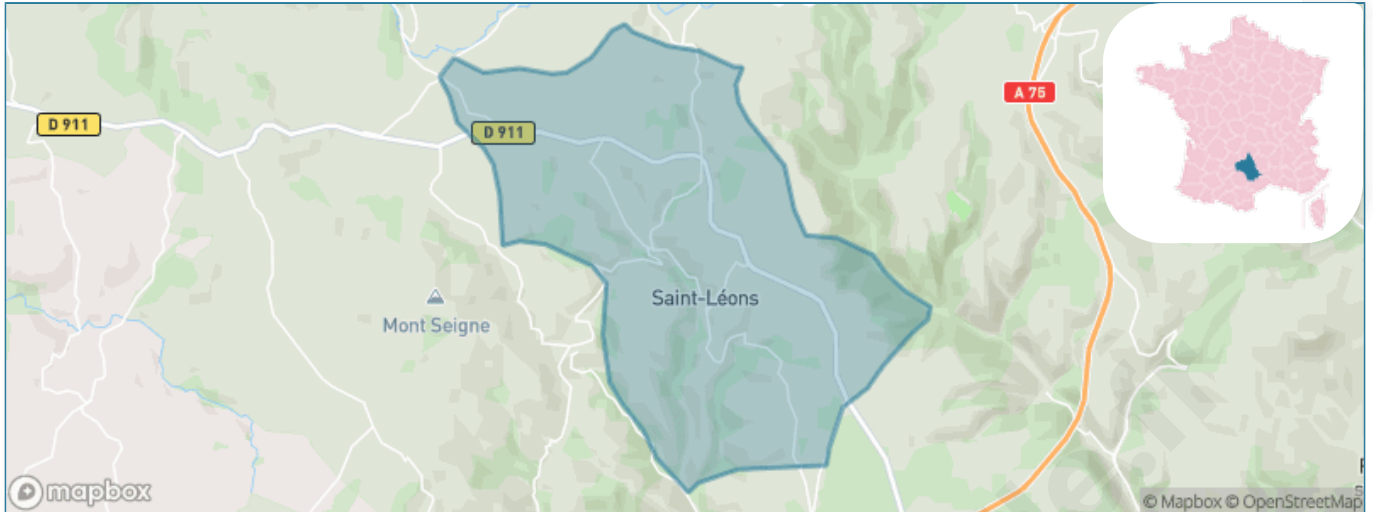 A 75
D 911
D 911
Saint-Léons
Mont Seigne
mapbox
© Mapbox © OpenStreetMap